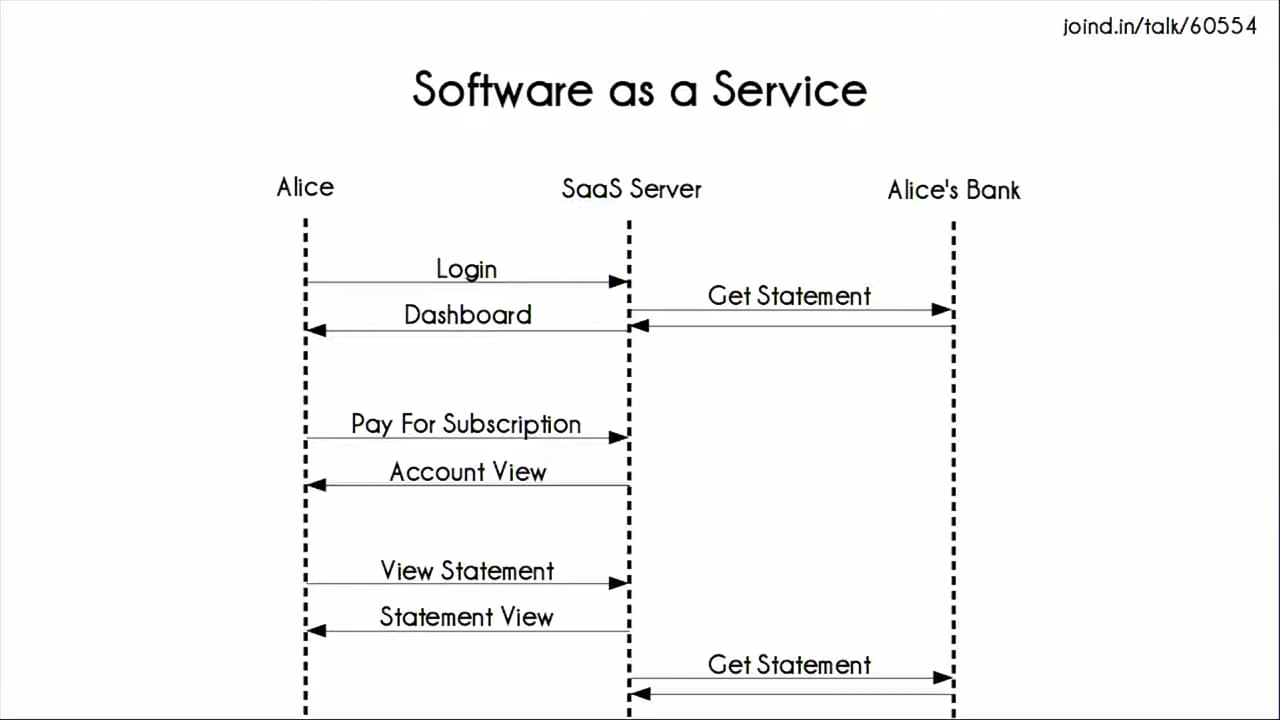 joind.in/talk/60554
Software as a Service
Alice
SaaS Server
Alice's Bank
Login
Get Statement
Dashboard
Pay For Subscription
Account View
View Statement
Statement View
Get Statement